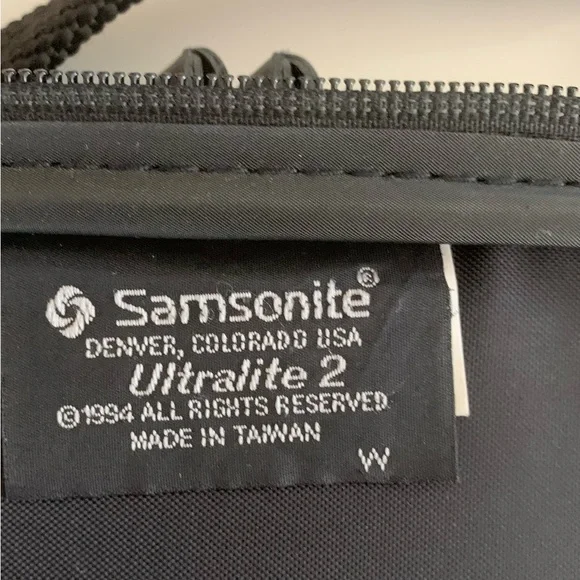 Samsonite®
DENVER, COLORADO USA
Ultralite 2
©1994 ALL RIGHTS RESERVED
MADE IN TAIWAN
W